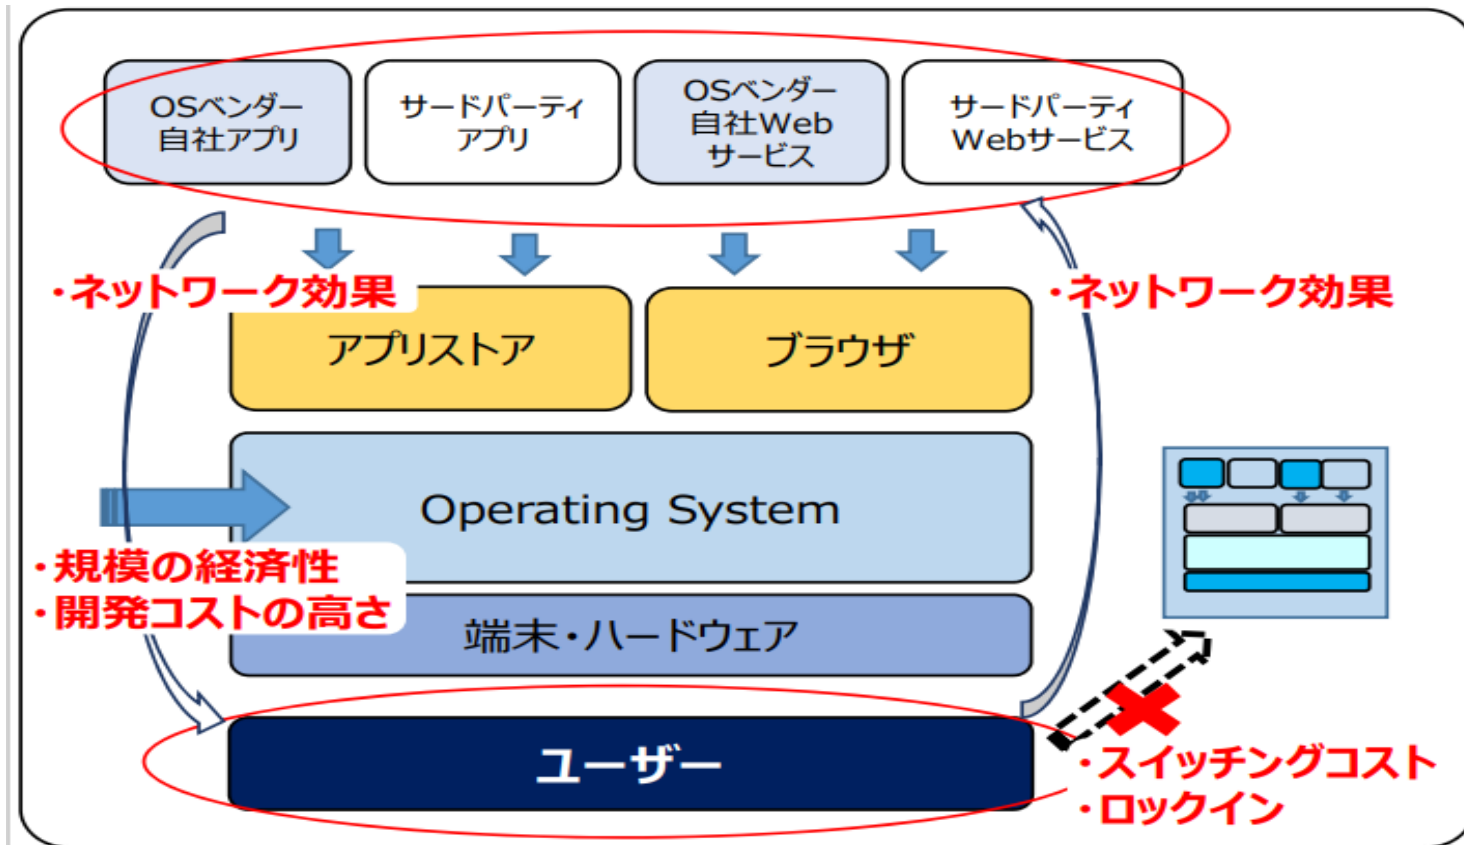 OSベンダー
自社アプリ
サードパーティ
アプリ
OSベンダー
自社Web
サービス
サードパーティ
Webサービス
・ネットワーク効果
・ネットワーク効果
アプリストア
ブラウザ
Operating System
・規模の経済性
・開発コストの高さ
端末・ハードウェア
ユーザー
・スイッチングコスト
・ロックイン